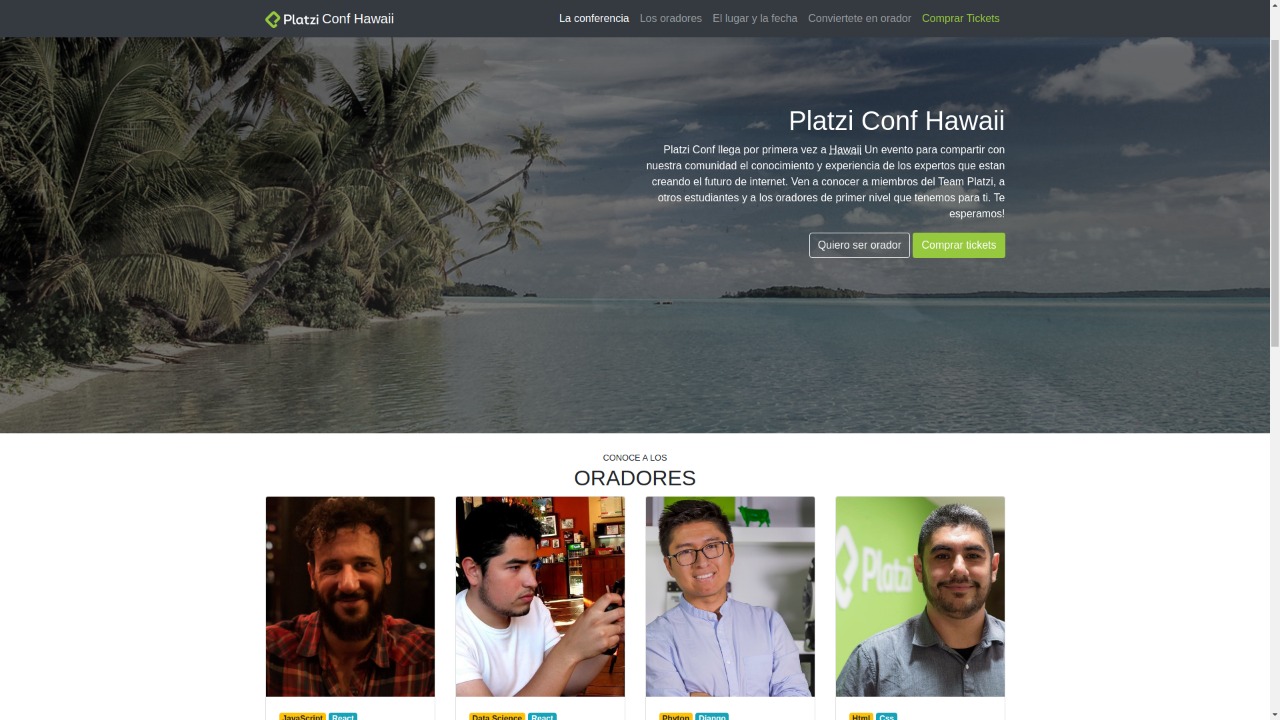 Platzi Conf Hawaii
La conferencia Los oradores El lugar y la fecha Conviertete en orador Comprar Tickets
Platzi Conf Hawaii
Platzi Conf llega por primera vez a Hawaii Un evento para compartir con
nuestra comunidad el conocimiento y experiencia de los expertos que estan
creando el futuro de internet. Ven a conocer a miembros del Team Platzi, a
otros estudiantes y a los oradores de primer nivel que tenemos para ti. Te
esperamos!
Quiero ser orador Comprar tickets
CONOCE A LOS
ORADORES
Platzi
JavaScript React Data Science React Phyton Django Html Css